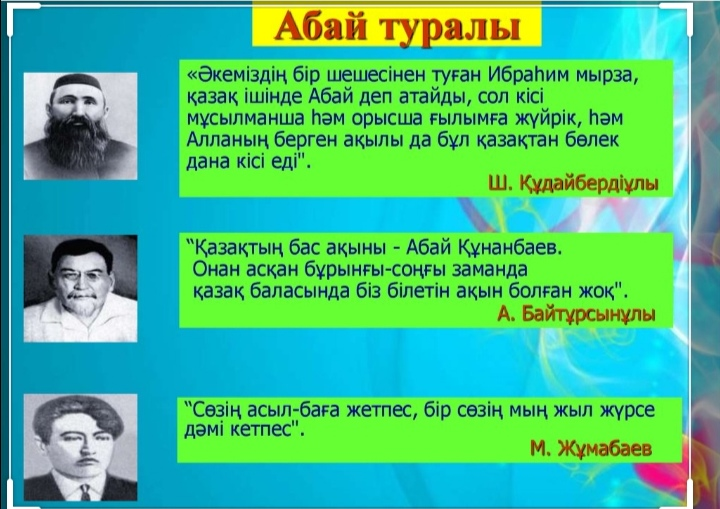 Абай туралы
«Әкеміздің бір шешесінен туған Ибраһим мырза,
қазақ ішінде Абай деп атайды, сол кісі
мұсылманша һәм орысша ғылымға жүйрік, һәм
Алланың берген ақылы да бұл қазақтан бөлек
дана кісі еді".
Ш. Құдайбердіұлы
“Қазақтың бас ақыны - Абай Құнанбаев.
Онан асқан бұрынғы-соңғы заманда
қазақ баласында біз білетін ақын болған жоқ".
А. Байтұрсынұлы
“Сөзің асыл-баға жетпес, бір сөзің мың жыл жүрсе
дәмі кетпес".
М. Жұмабаев